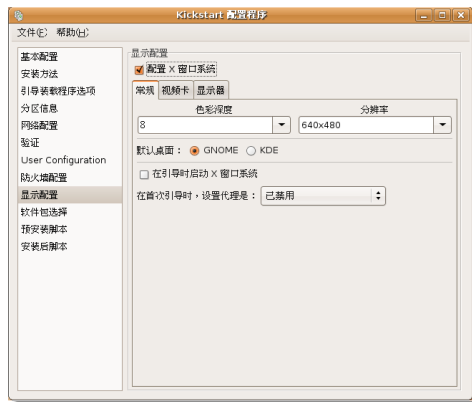 Kickstart 配置程序
文件(E) 帮助(H)
基本配置
安装方法
引导装载程序选项
分区信息
网络配置
验证
User Configuration
防火墙配置
显示配置
软件包选择
预安装脚本
安装后脚本
显示配置
配置 X 窗口系统
常规 视频卡 显示器
色彩深度 分辨率
8 640x480
默认桌面： GNOME KDE
在引导时启动 X 窗口系统
在首次引导时，设置代理是： 已禁用